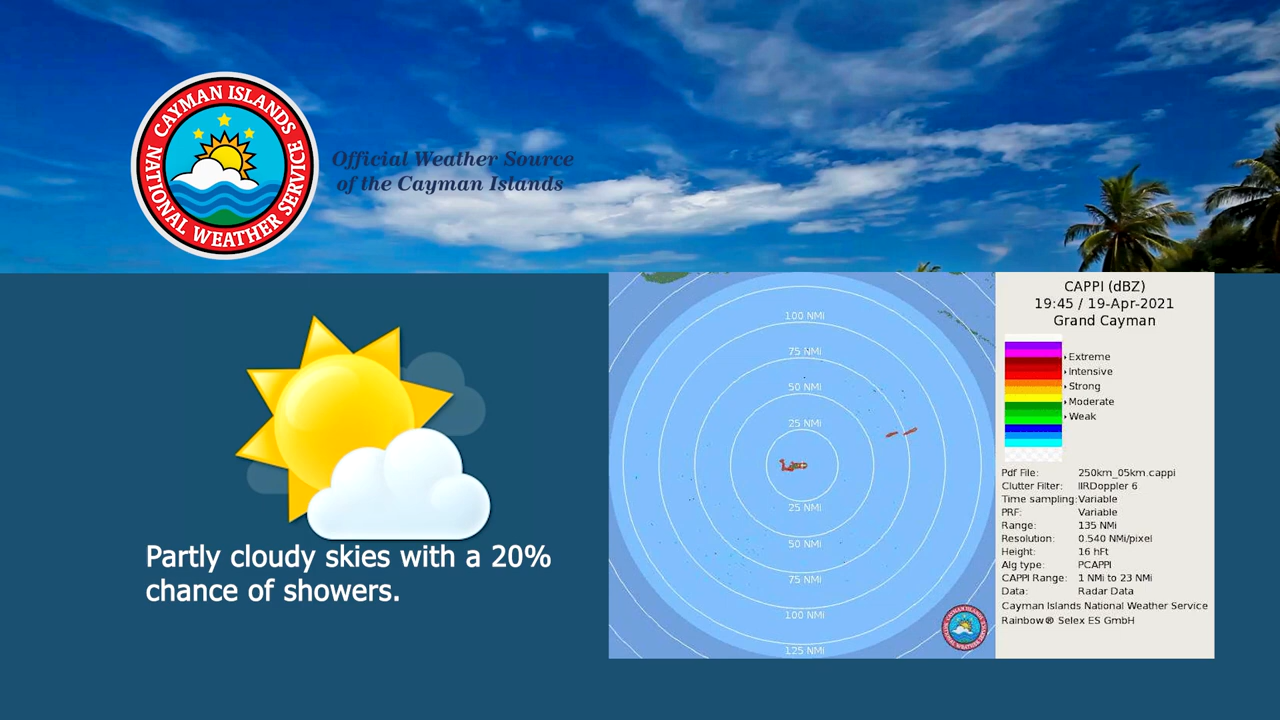 CAYMAN ISLANDS
NATIONAL WEATHER SERVICE
Official Weather Source
of the Cayman Islands
Partly cloudy skies with a 20%
chance of showers.
100 NMi
75 NMi
50 NMi
25 NMi
25 NMi
50 NMi
75 NMi
100 NMi
125 NMi
CAPPI (dBZ)
19:45 / 19-Apr-2021
Grand Cayman
Extreme
Intensive
Strong
Moderate
Weak
Pdf File: 250km_05km.cappi
Clutter Filter: IIRDoppler 6
Time sampling: Variable
PRF: Variable
Range: 135 NMi
Resolution: 0.540 NMi/pixel
Height: 16 hFt
Alg type: PCAPPI
CAPPI Range: 1 NMi to 23 NMi
Data: Radar Data
Cayman Islands National Weather Service
Rainbow® Selex ES GmbH